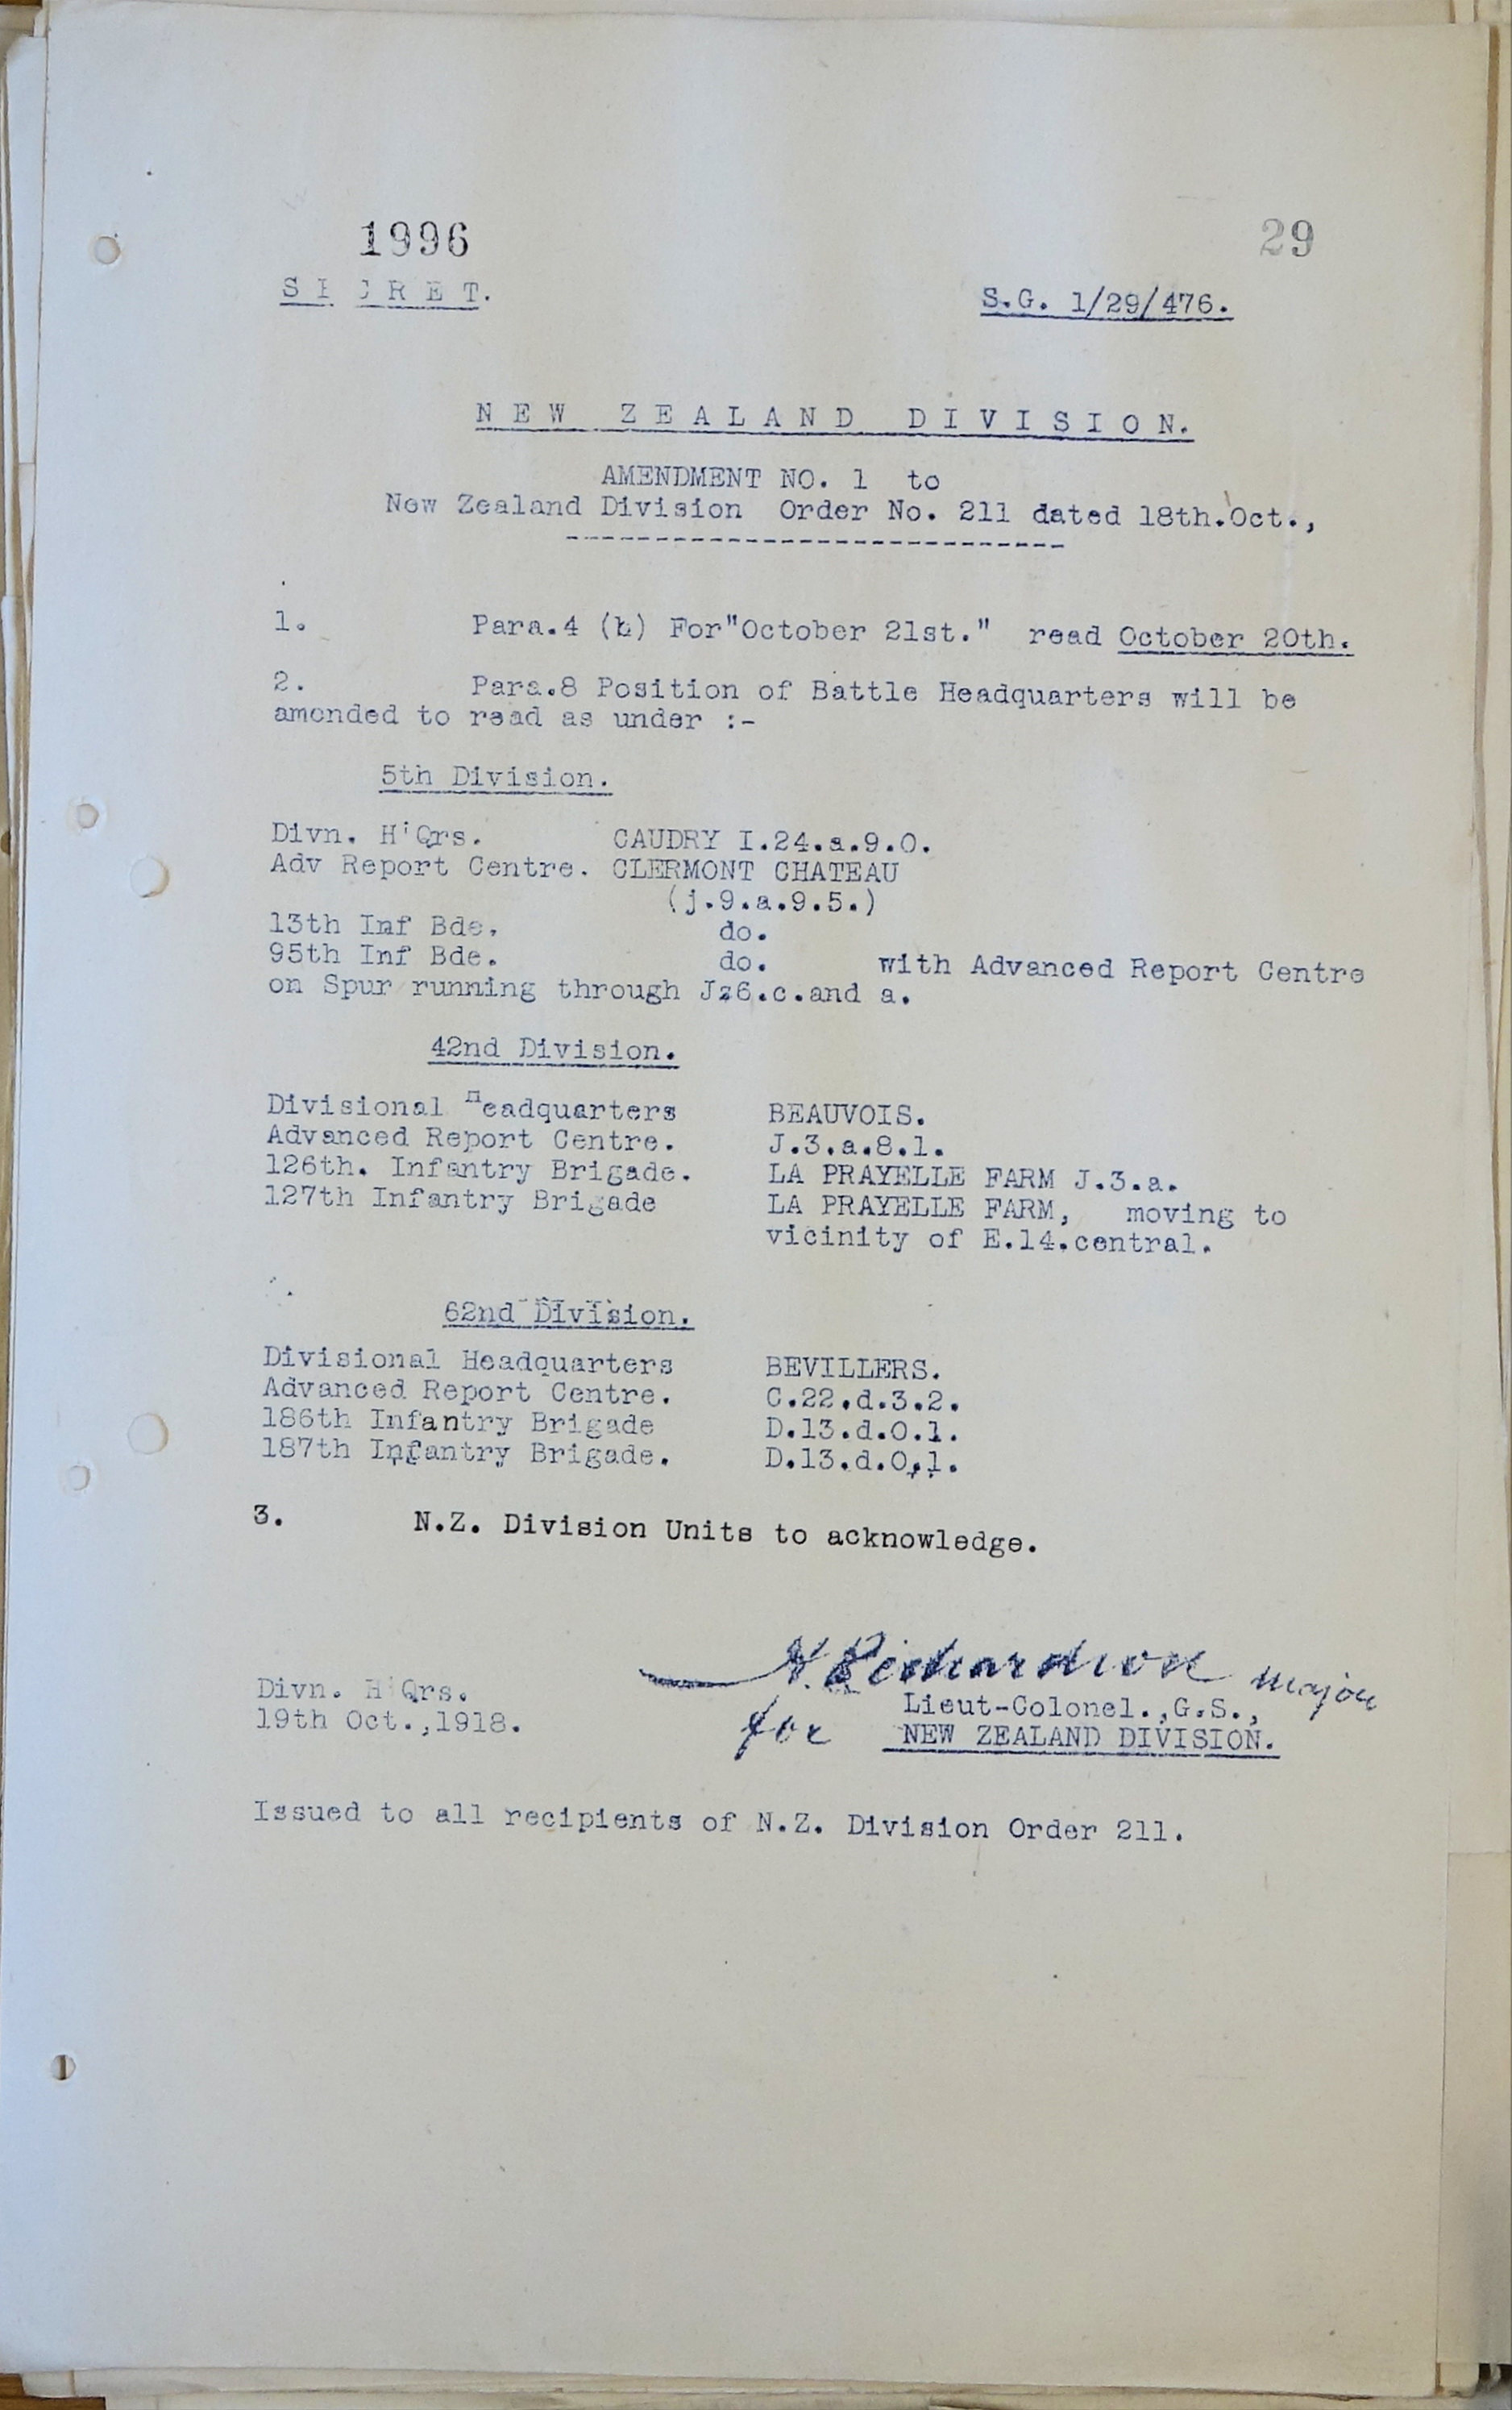 1996
29
S E C R E T.
S.G. 1/29/476.
N E W Z E A L A N D D I V I S I O N.
AMENDMENT NO. 1 to
New Zealand Division Order No. 211 dated 18th.Oct.,
1. Para.4 (b) For"October 21st." read October 20th.
2. Para.8 Position of Battle Headquarters will be
amended to read as under :-
5th Division.
Divn. H'Qrs. CAUDRY I.24.a.9.0.
Adv Report Centre. CLERMONT CHATEAU
(j.9.a.9.5.)
13th Inf Bde. do.
95th Inf Bde. do. with Advanced Report Centre
on Spur running through and a.
42nd Division.
Divisional Headquarters BEAUVOIS.
Advanced Report Centre. J.3.a.8.1.
126th. Infantry Brigade. LA PRAYELLE FARM J.3.a.
127th Infantry Brigade LA PRAYELLE FARM, moving to
vicinity of E.14.central.
62nd Division.
Divisional Headquarters BEVILLERS.
Advanced Report Centre. C.22.d.3.2.
186th Infantry Brigade D.13.d.0.1.
187th Infantry Brigade. D.13.d.0.1.
3. N.Z. Division Units to acknowledge.
Richardson major
Divn. H'Qrs. Lieut-Colonel.,G.S.,
19th Oct.,1918. for NEW ZEALAND DIVISION.
Issued to all recipients of N.Z. Division Order 211.